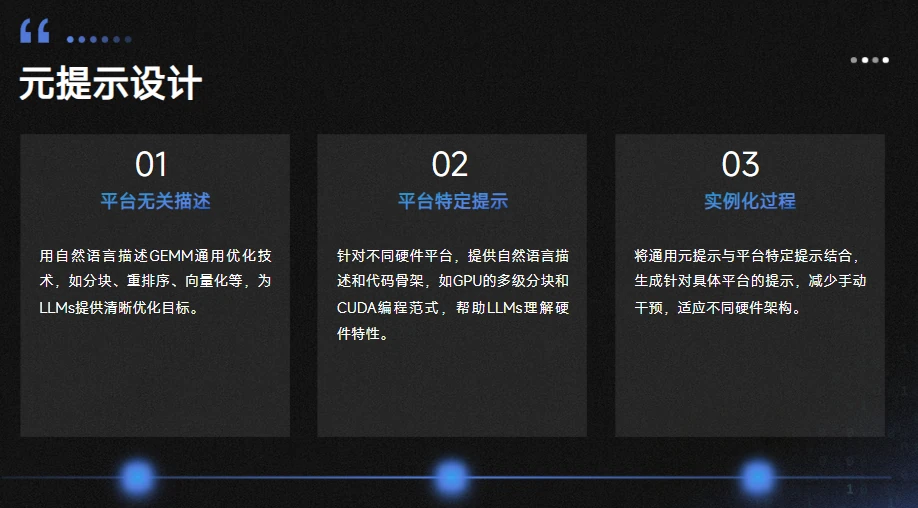 “
元提示设计
01
平台无关描述
用自然语言描述GEMM通用优化技
术，如分块、重排序、向量化等，为
LLMs提供清晰优化目标。
02
平台特定提示
针对不同硬件平台，提供自然语言描
述和代码骨架，如GPU的多级分块和
CUDA编程范式，帮助LLMs理解硬
件特性。
03
实例化过程
将通用元提示与平台特定提示结合，
生成针对具体平台的提示，减少手动
干预，适应不同硬件架构。